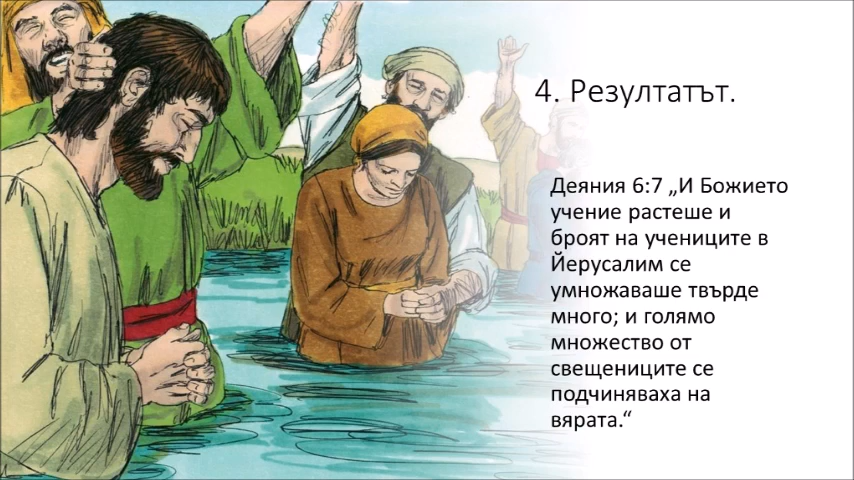 4. Резултатът.
Деяния 6:7 „И Божието
учение растеше и
броят на учениците в
Йерусалим се
умножаваше твърде
много; и голямо
множество от
свещениците се
подчиняваха на
вярата.“